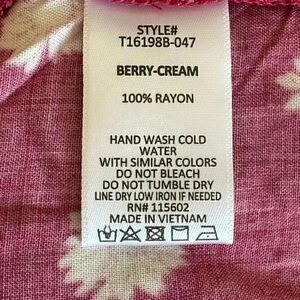 STYLE#
T16198B-047
BERRY-CREAM
100% RAYON
HAND WASH COLD
WATER
WITH SIMILAR COLORS
DO NOT BLEACH
DO NOT TUMBLE DRY
LINE DRY LOW IRON IF NEEDED
RN# 115602
MADE IN VIETNAM